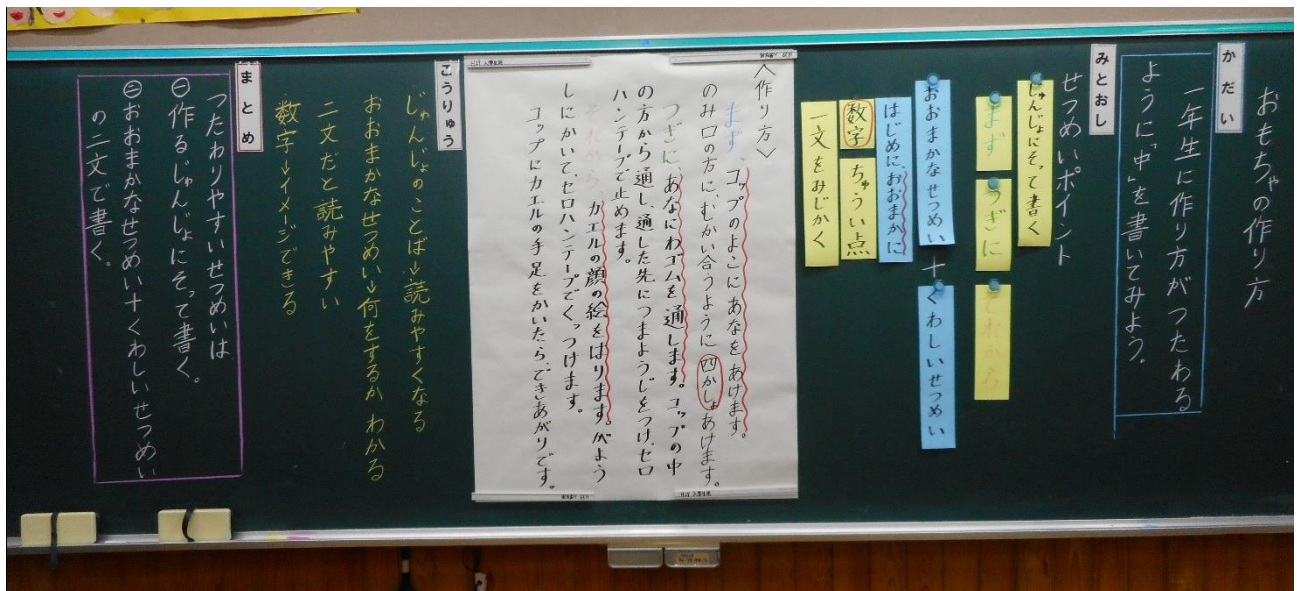 おもちゃの作り方
かだい
一年生に作り方がつたわる
ように「中」を書いてみよう。
みとおし
せつめいポイント
じゅんじょにそって書く
まず
つぎに
それから
おおまかなせつめい
＋
くわしいせつめい
はじめに、おおまかに
数字
ちゅうい点
一文をみじかく
〈作り方〉
まず、コップのよこにあなをあけます。
のみ口の方に、むかい合うように四かしょあけます。
つぎに、あなにわゴムを通します。コップの中
の方から通し、通した先につまようじをつけ、セロ
ハンテープで止めます。
それから、カエルの顔の絵をはります。がよう
しにかいて、セロハンテープでくっつけます。
コップにカエルの手足をかいたら、できあがりです。
こうりゅう
じゅんじょのことば→読みやすくなる
おおまかなせつめい→何をするか わかる
二文だと読みやすい
数字→イメージできる
まとめ
つたわりやすいせつめいは
㊀作るじゅんじょにそって書く。
㊁おおまかなせつめい＋くわしいせつめい
の二文で書く。